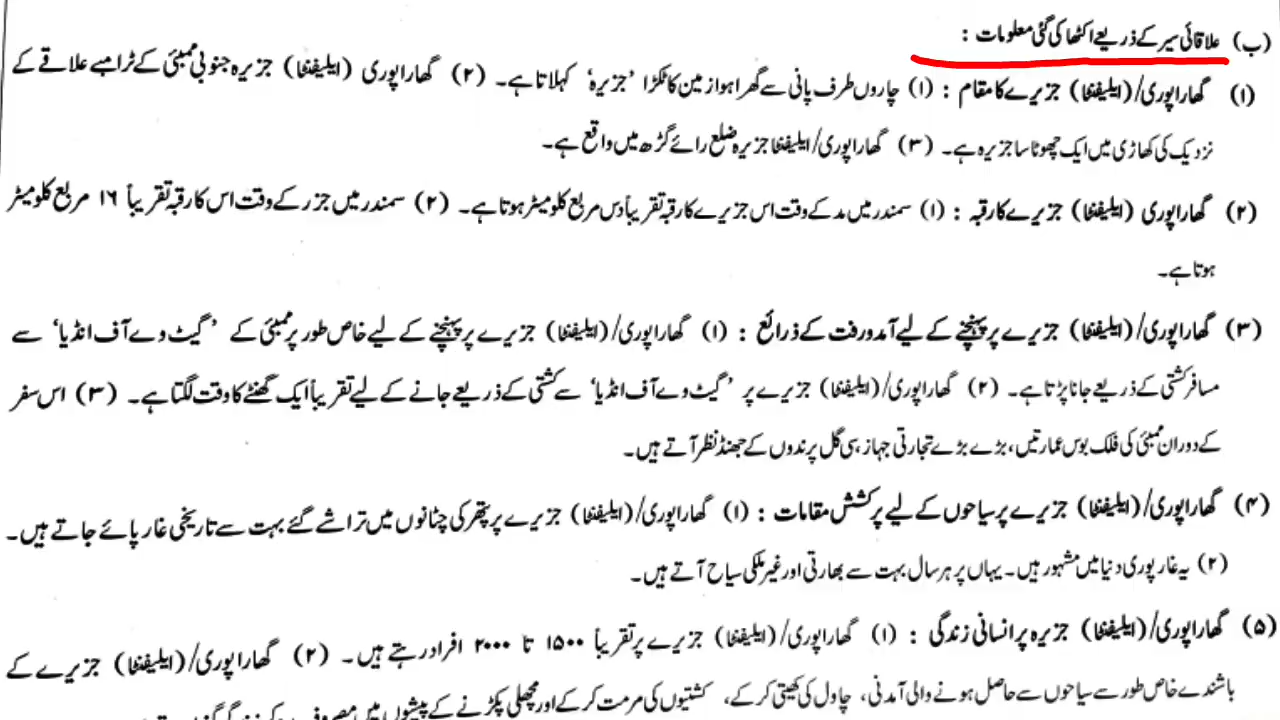 (ب) علاقائی سیر کے ذریعے اکٹھا کی گئی معلومات :
(۱) گھاراپوری/(ایلیفنٹا) جزیرے کا مقام : (۱) چاروں طرف پانی سے گھرا ہوا زمین کا ٹکڑا ’جزیرہ‘ کہلاتا ہے۔ (۲) گھاراپوری (ایلیفنٹا) جزیرہ جنوبی ممبئی کے ٹرامبے علاقے کے
نزدیک کی کھاڑی میں ایک چھوٹا سا جزیرہ ہے۔ (۳) گھاراپوری/ایلیفنٹا جزیرہ ضلع رائے گڑھ میں واقع ہے۔
(۲) گھاراپوری (ایلیفنٹا) جزیرے کا رقبہ : (۱) سمندر میں مد کے وقت اس جزیرے کا رقبہ تقریباً دس مربع کلومیٹر ہوتا ہے۔ (۲) سمندر میں جزر کے وقت اس کا رقبہ تقریباً ۱۶ مربع کلومیٹر
ہوتا ہے۔
(۳) گھاراپوری/(ایلیفنٹا) جزیرے پر پہنچنے کے لیے آمدورفت کے ذرائع : (۱) گھاراپوری/(ایلیفنٹا) جزیرے پر پہنچنے کے لیے خاص طور پر ممبئی کے ’گیٹ وے آف انڈیا‘ سے
مسافر کشتی کے ذریعے جانا پڑتا ہے۔ (۲) گھاراپوری/(ایلیفنٹا) جزیرے پر ’گیٹ وے آف انڈیا‘ سے کشتی کے ذریعے جانے کے لیے تقریباً ایک گھنٹے کا وقت لگتا ہے۔ (۳) اس سفر
کے دوران ممبئی کی فلک بوس عمارتیں، بڑے بڑے تجارتی جہاز، سی گل پرندوں کے جھنڈ نظر آتے ہیں۔
(۴) گھاراپوری/(ایلیفنٹا) جزیرے پر سیاحوں کے لیے پرکشش مقامات : (۱) گھاراپوری/(ایلیفنٹا) جزیرے پر پتھر کی چٹانوں میں تراشے گئے بہت سے تاریخی غار پائے جاتے ہیں۔
(۲) یہ غار پوری دنیا میں مشہور ہیں۔ یہاں پر ہر سال بہت سے بھارتی اور غیر ملکی سیاح آتے ہیں۔
(۵) گھاراپوری/(ایلیفنٹا) جزیرہ پر انسانی زندگی : (۱) گھاراپوری/(ایلیفنٹا) جزیرے پر تقریباً ۱۵۰۰ تا ۲۰۰۰ افراد رہتے ہیں۔ (۲) گھاراپوری/(ایلیفنٹا) جزیرے کے
باشندے خاص طور سے سیاحوں سے حاصل ہونے والی آمدنی، چاول کی کھیتی کر کے، کشتیوں کی مرمت کر کے اور مچھلی پکڑنے کے پیشوں میں